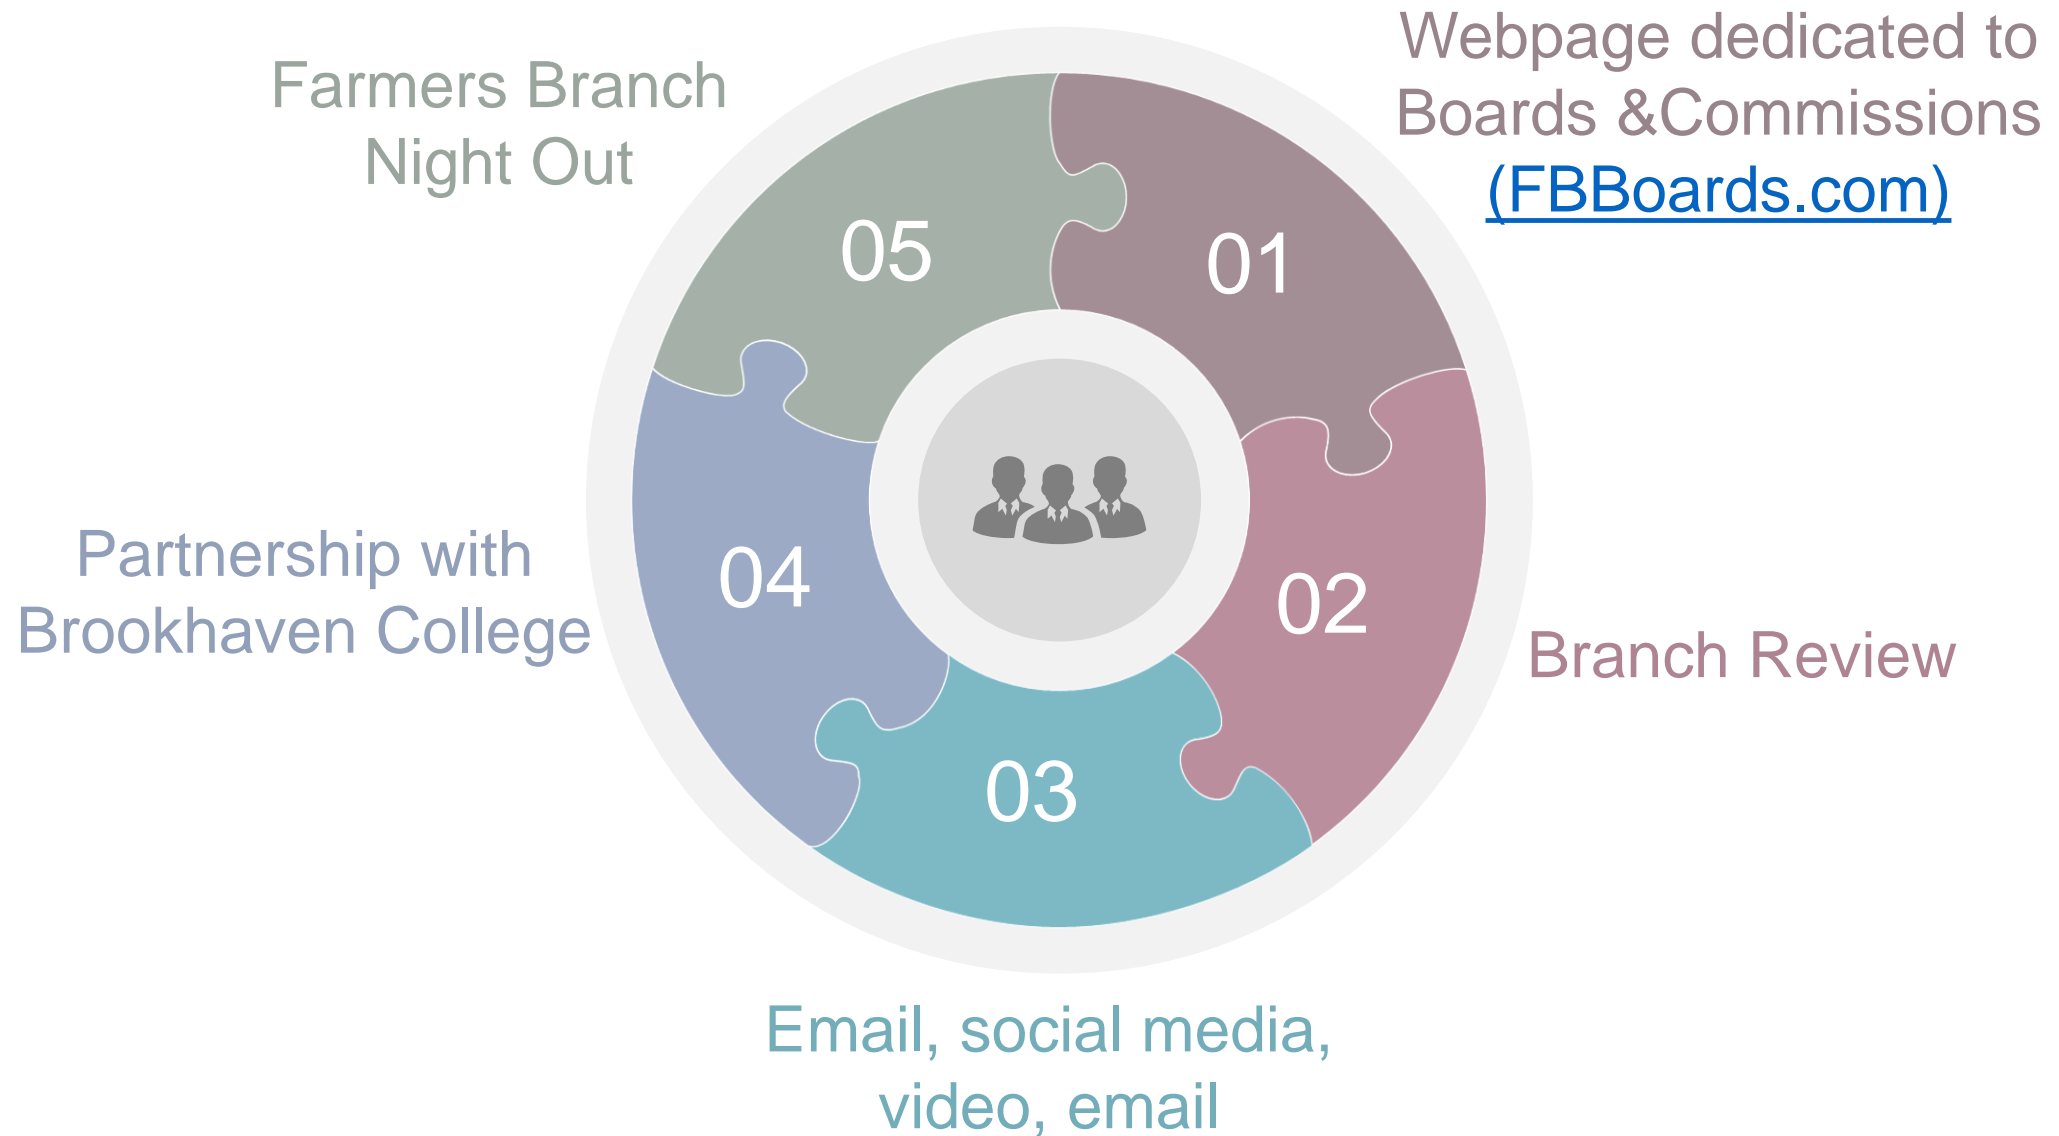 Webpage dedicated to
Boards &Commissions
(FBBoards.com)
01
Branch Review
02
Email, social media,
video, email
03
Partnership with
Brookhaven College
04
Farmers Branch
Night Out
05